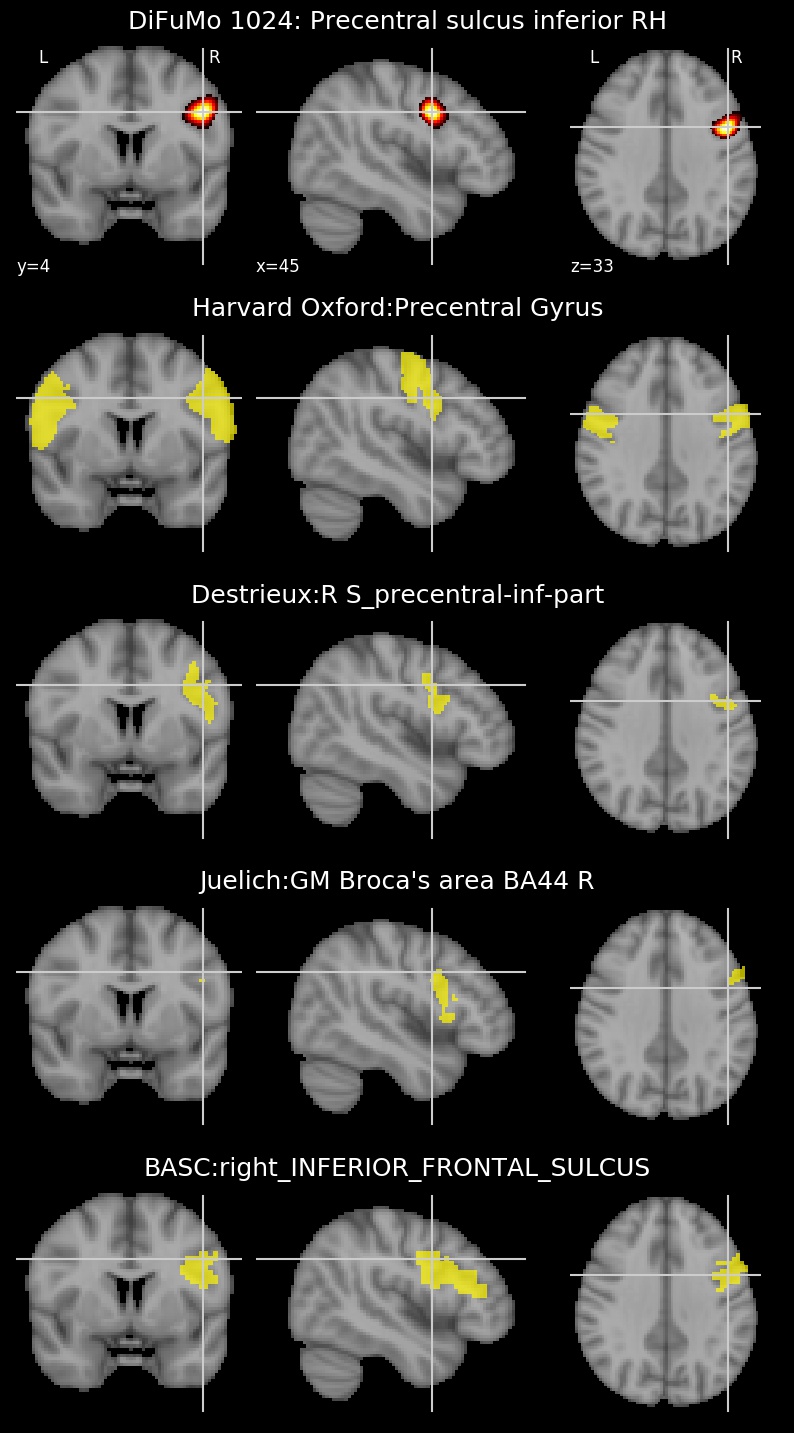 DiFuMo 1024: Precentral sulcus inferior RH
L R L R
y=4 x=45 z=33
Harvard Oxford:Precentral Gyrus
Destrieux:R S_precentral-inf-part
Juelich:GM Broca's area BA44 R
BASC:right_INFERIOR_FRONTAL_SULCUS